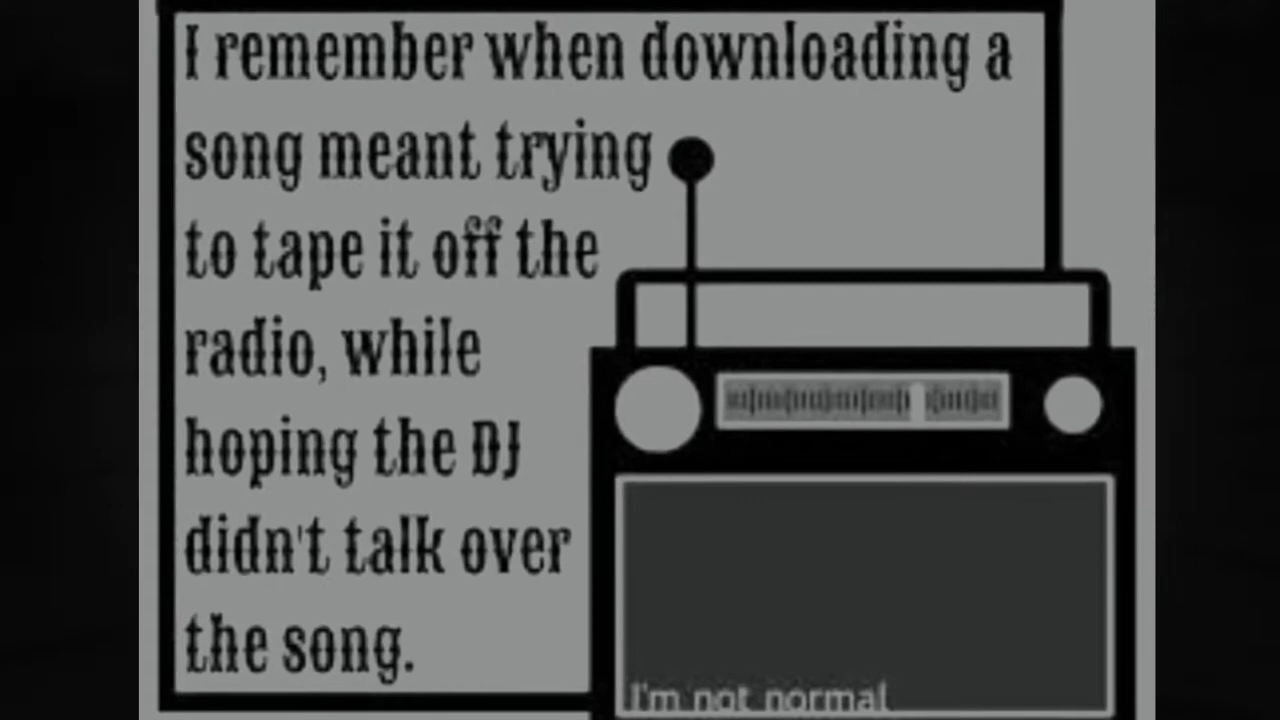 I remember when downloading a
song meant trying
to tape it off the
radio, while
hoping the DJ
didn't talk over
the song.
I'm not normal